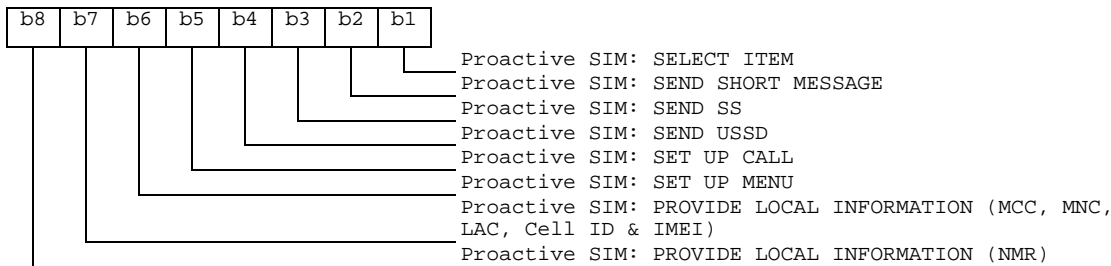 b8 b7 b6 b5 b4 b3 b2 b1
Proactive SIM: SELECT ITEM
Proactive SIM: SEND SHORT MESSAGE
Proactive SIM: SEND SS
Proactive SIM: SEND USSD
Proactive SIM: SET UP CALL
Proactive SIM: SET UP MENU
Proactive SIM: PROVIDE LOCAL INFORMATION (MCC, MNC,
LAC, Cell ID & IMEI)
Proactive SIM: PROVIDE LOCAL INFORMATION (NMR)